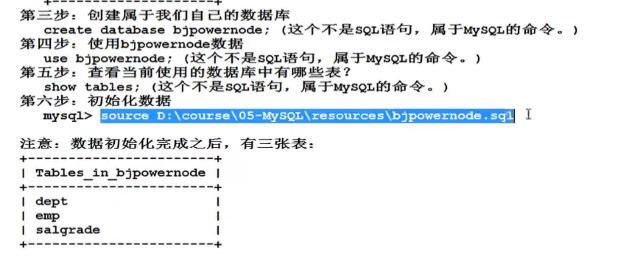 第三步：创建属于我们自己的数据库
create database bjpowernode; (这个不是SQL语句，属于MySQL的命令。)
第四步：使用bjpowernode数据
use bjpowernode; (这个不是SQL语句，属于MySQL的命令。)
第五步：查看当前使用的数据库中有哪些表？
show tables; (这个不是SQL语句，属于MySQL的命令。)
第六步：初始化数据
mysql> source D:\course\05-MySQL\resources\bjpowernode.sql
注意：数据初始化完成之后，有三张表：
+-----------------------+
| Tables_in_bjpowernode |
+-----------------------+
| dept                  |
| emp                   |
| salgrade              |
+-----------------------+